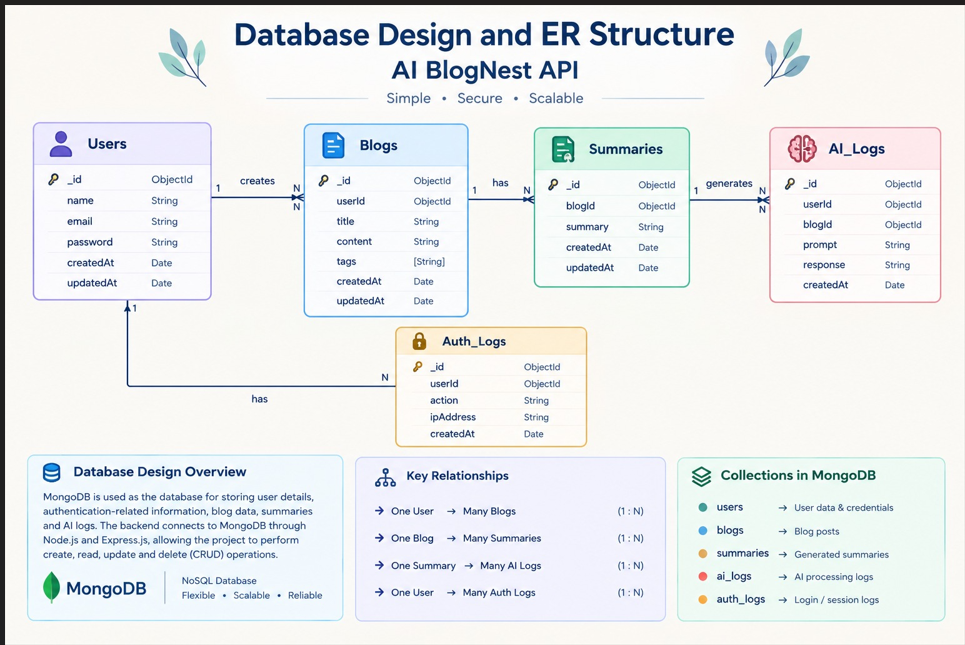 Database Design and ER Structure
AI BlogNest API
Simple • Secure • Scalable
Users
_id ObjectId
name String
email String
password String
createdAt Date
updatedAt Date
1 creates N
N
Blogs
_id ObjectId
userId ObjectId
title String
content String
tags [String]
createdAt Date
updatedAt Date
1 has N
N
Summaries
_id ObjectId
blogId ObjectId
summary String
createdAt Date
updatedAt Date
1 generates N
N
AI_Logs
_id ObjectId
userId ObjectId
blogId ObjectId
prompt String
response String
createdAt Date
1
N
has
Auth_Logs
_id ObjectId
userId ObjectId
action String
ipAddress String
createdAt Date
Database Design Overview
MongoDB is used as the database for storing user details,
authentication-related information, blog data, summaries
and AI logs. The backend connects to MongoDB through
Node.js and Express.js, allowing the project to perform
create, read, update and delete (CRUD) operations.
MongoDB
NoSQL Database
Flexible • Scalable • Reliable
Key Relationships
→ One User → Many Blogs (1 : N)
→ One Blog → Many Summaries (1 : N)
→ One Summary → Many AI Logs (1 : N)
→ One User → Many Auth Logs (1 : N)
Collections in MongoDB
users → User data & credentials
blogs → Blog posts
summaries → Generated summaries
ai_logs → AI processing logs
auth_logs → Login / session logs